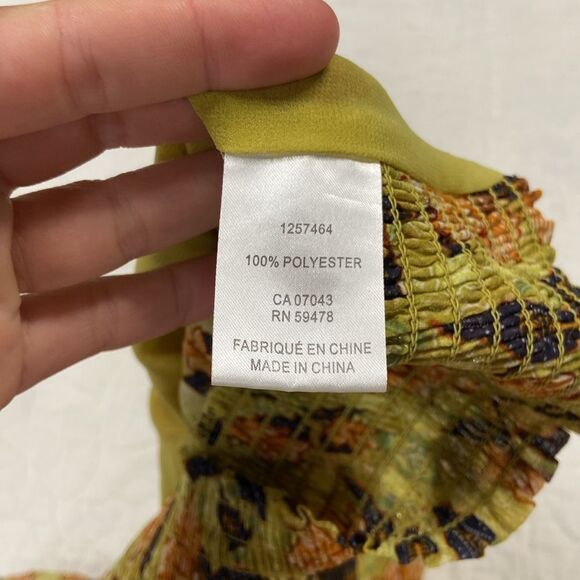 1257464
100% POLYESTER
CA 07043
RN 59478
FABRIQUÉ EN CHINE
MADE IN CHINA